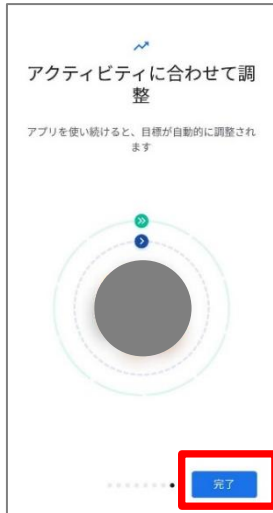 アクティビティに合わせて調
整
アプリを使い続けると、目標が自動的に調整され
ます
完了